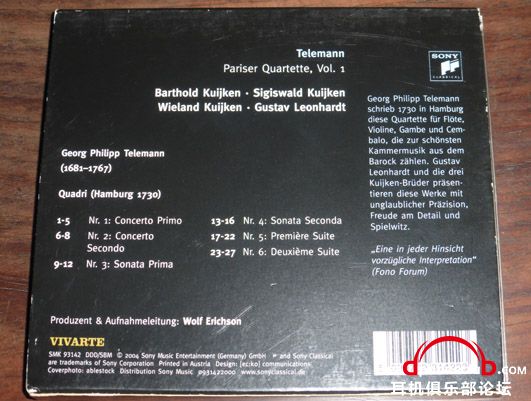 Telemann
Pariser Quartette, Vol. 1
SONY
CLASSICAL
Barthold Kuijken · Sigiswald Kuijken
Wieland Kuijken · Gustav Leonhardt
Georg Philipp Telemann
(1681–1767)
Quadri (Hamburg 1730)
1-5 Nr. 1: Concerto Primo
6-8 Nr. 2: Concerto
Secondo
9-12 Nr. 3: Sonata Prima
13-16 Nr. 4: Sonata Seconda
17-22 Nr. 5: Première Suite
23-27 Nr. 6: Deuxième Suite
Georg Philipp Telemann
schrieb 1730 in Hamburg
diese Quartette für Flöte,
Violine, Gambe und Cem-
balo, die zur schönsten
Kammermusik aus dem
Barock zählen. Gustav
Leonhardt und die drei
Kuijken-Brüder präsen-
tieren diese Werke mit
unglaublicher Präzision,
Freude am Detail und
Spielwitz.
„Eine in jeder Hinsicht
vorzügliche Interpretation"
(Fono Forum)
Produzent & Aufnahmeleitung: Wolf Erichson
VIVARTE
SMK 93142 DDD/SBM ℗ © 2004 Sony Music Entertainment (Germany) GmbH and Sony Classical
are trademarks of Sony Corporation Printed in Austria Design: [ec:ko] communications
Coverphoto: ablestock Distribution Sony Music 0931422000 www.sonyclassical.de
.COM
耳机俱乐部论坛